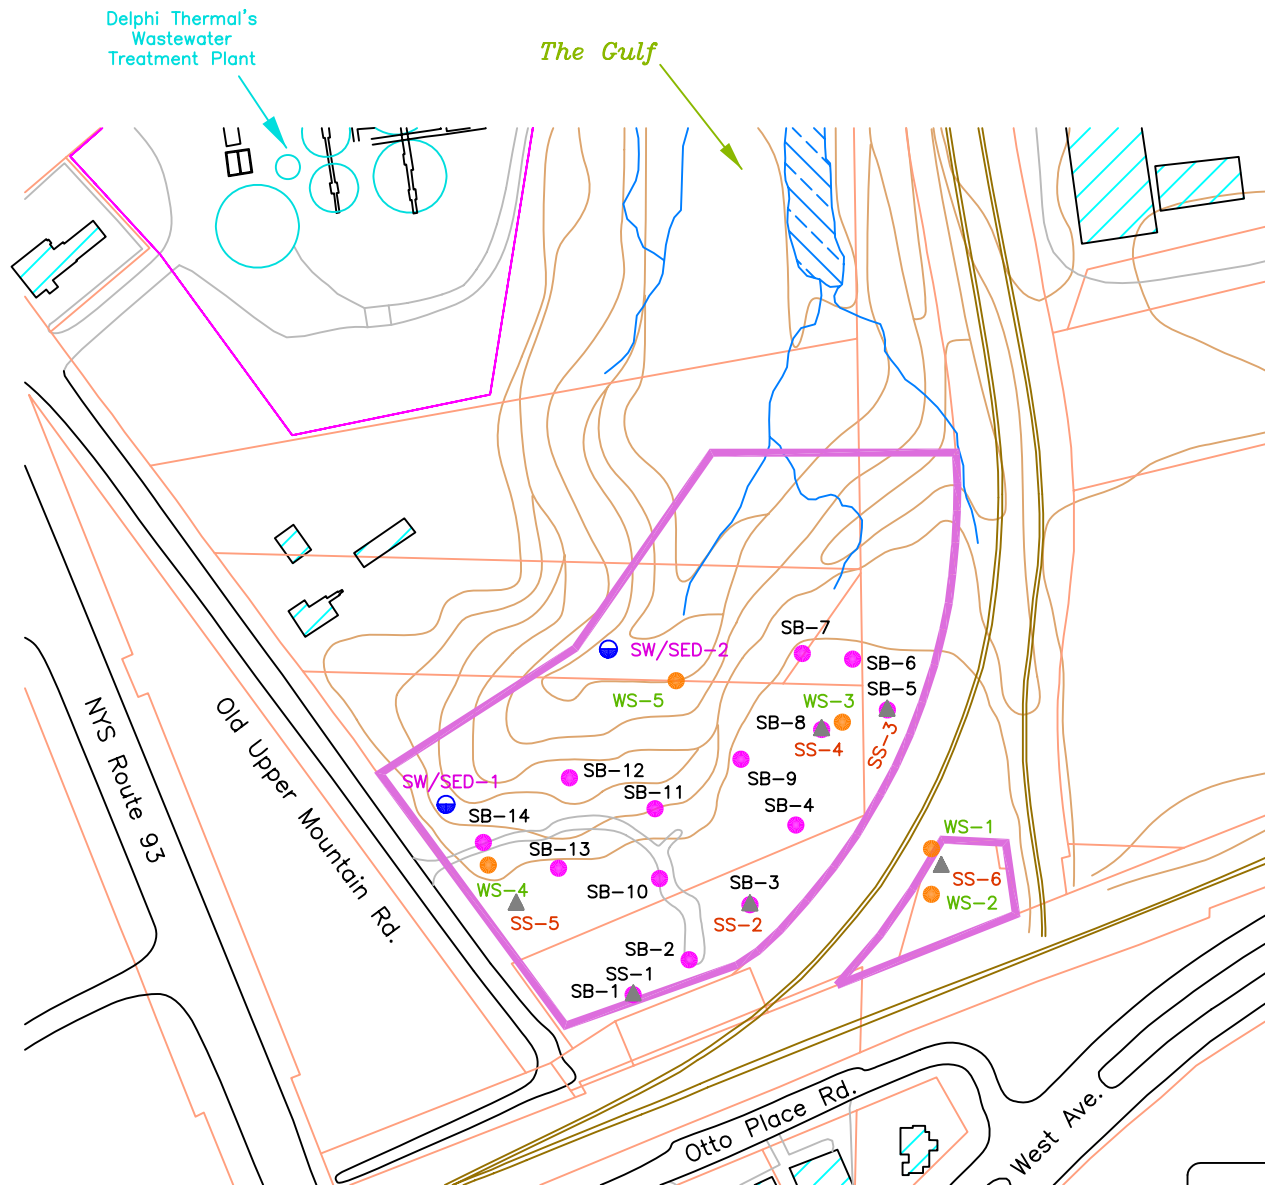 Delphi Thermal's
Wastewater
Treatment Plant
The Gulf
SB-7
SW/SED-2
SB-6
SB-5
WS-5
WS-3
SB-8
SS-4
SS-3
SB-12
SW/SED-1
SB-9
SB-11
SB-4
SB-14
WS-1
SB-13
SS-6
WS-4
SB-10
SB-3
WS-2
SS-5
SS-2
SB-2
SS-1
SB-1
NYS Route 93
Old Upper Mountain Rd.
Otto Place Rd.
West Ave.